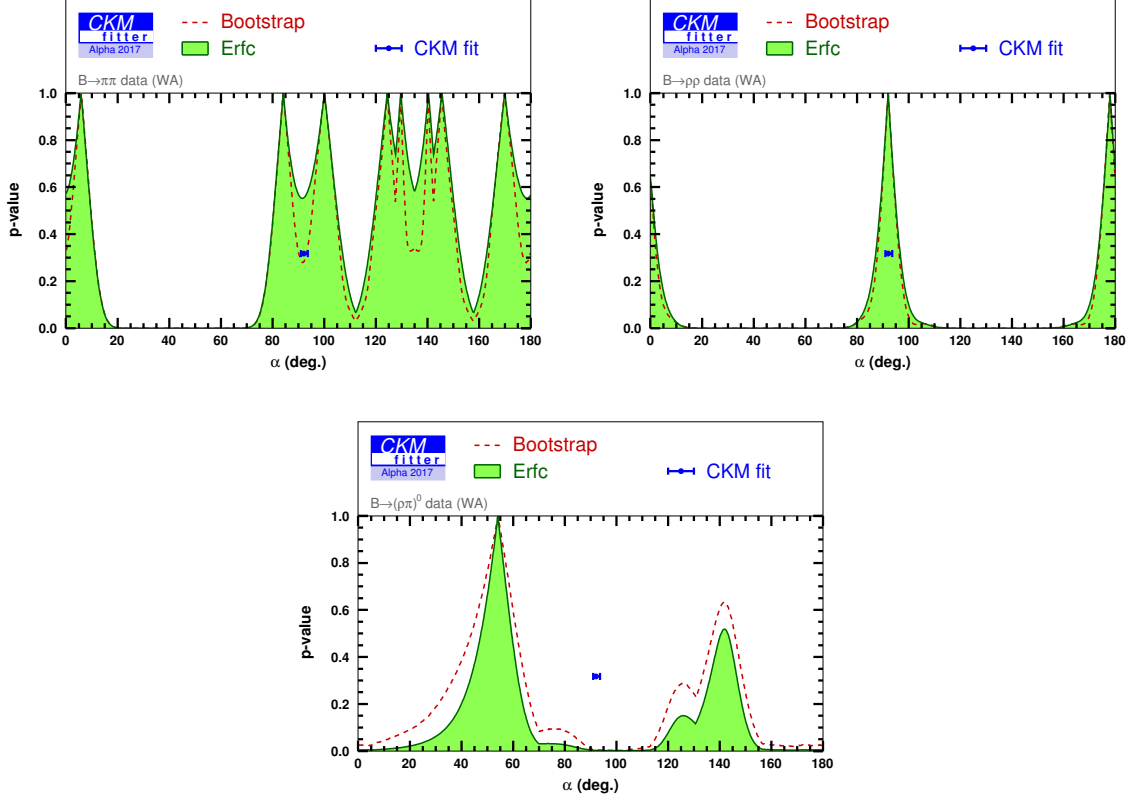 CKM
fitter
Alpha 2017
Bootstrap
Erfc
CKM fit
B→ππ data (WA)
1.0
0.8
0.6
0.4
0.2
0.0
p-value
0 20 40 60 80 100 120 140 160 180
α (deg.)
CKM
fitter
Alpha 2017
Bootstrap
Erfc
CKM fit
B→ρρ data (WA)
1.0
0.8
0.6
0.4
0.2
0.0
p-value
0 20 40 60 80 100 120 140 160 180
α (deg.)
CKM
fitter
Alpha 2017
Bootstrap
Erfc
CKM fit
B→(ρπ)⁰ data (WA)
1.0
0.8
0.6
0.4
0.2
0.0
p-value
0 20 40 60 80 100 120 140 160 180
α (deg.)